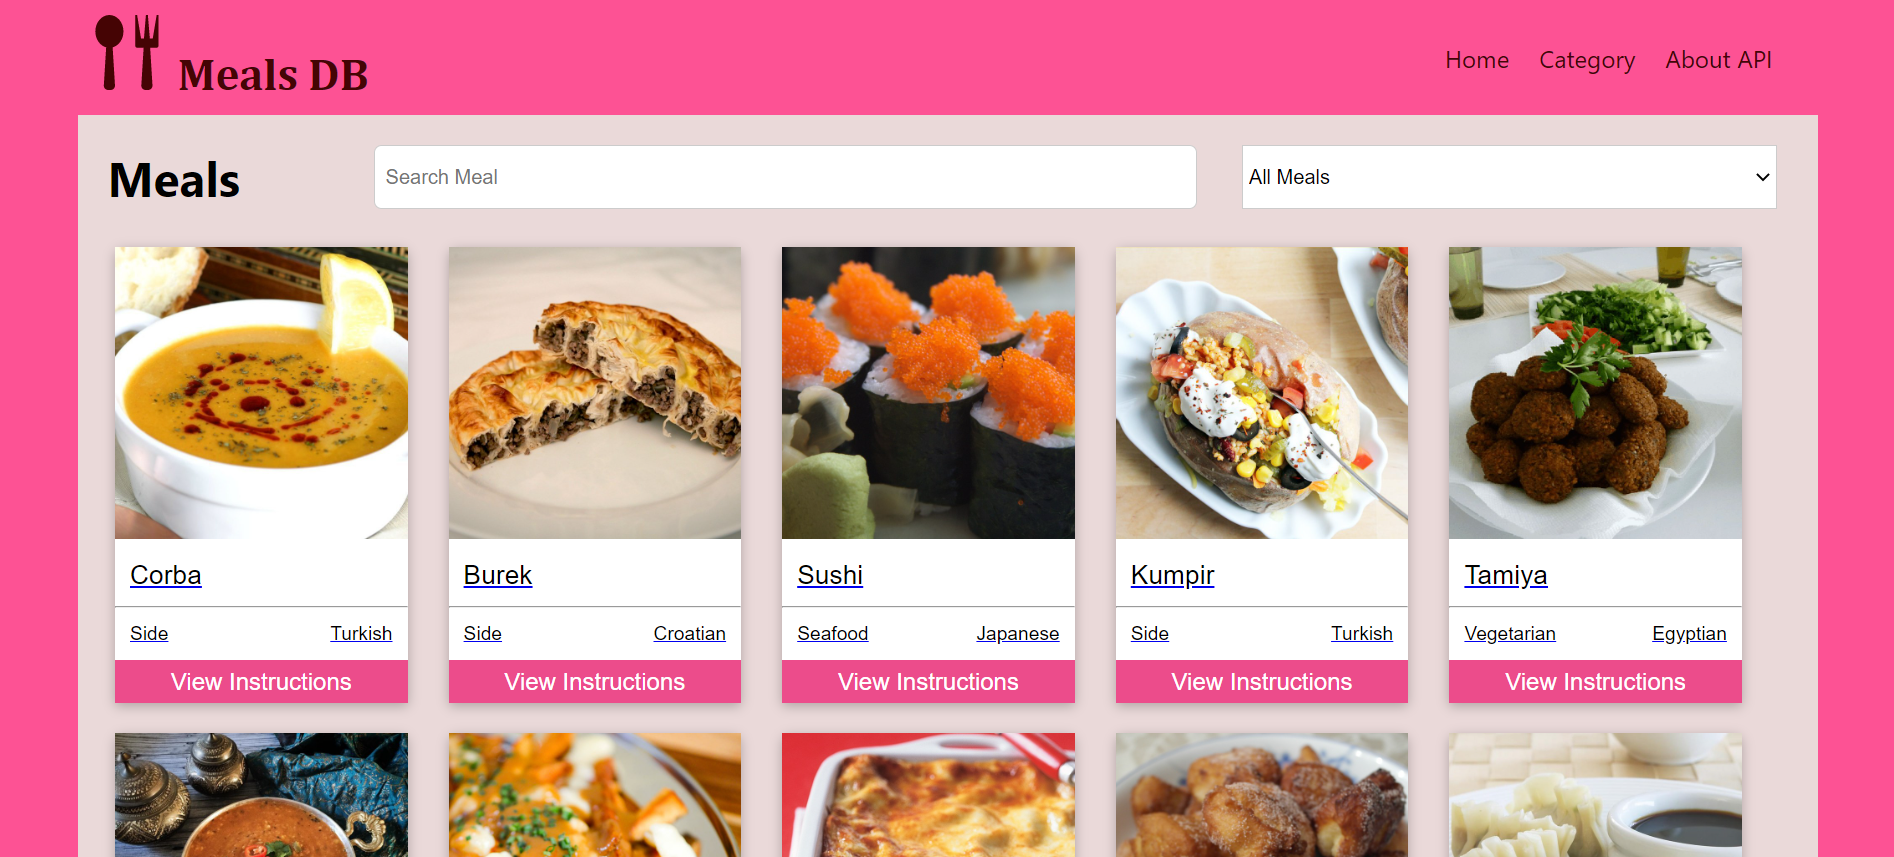 Meals DB
Home Category About API
Meals
Search Meal
All Meals
Corba
Side Turkish
View Instructions
Burek
Side Croatian
View Instructions
Sushi
Seafood Japanese
View Instructions
Kumpir
Side Turkish
View Instructions
Tamiya
Vegetarian Egyptian
View Instructions